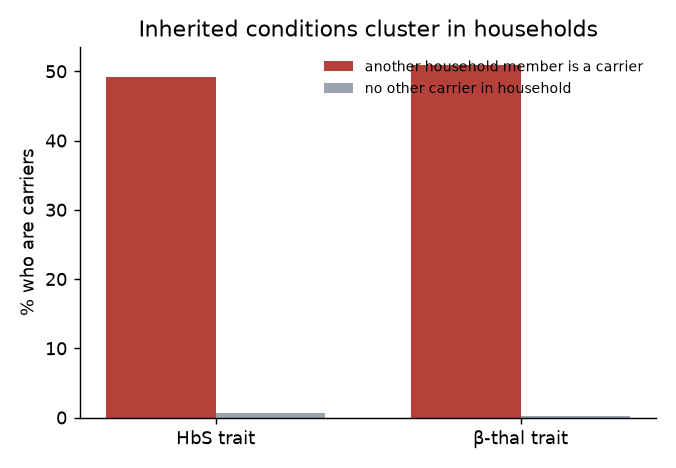 Inherited conditions cluster in households
another household member is a carrier
no other carrier in household
% who are carriers
50
40
30
20
10
0
HbS trait
β-thal trait